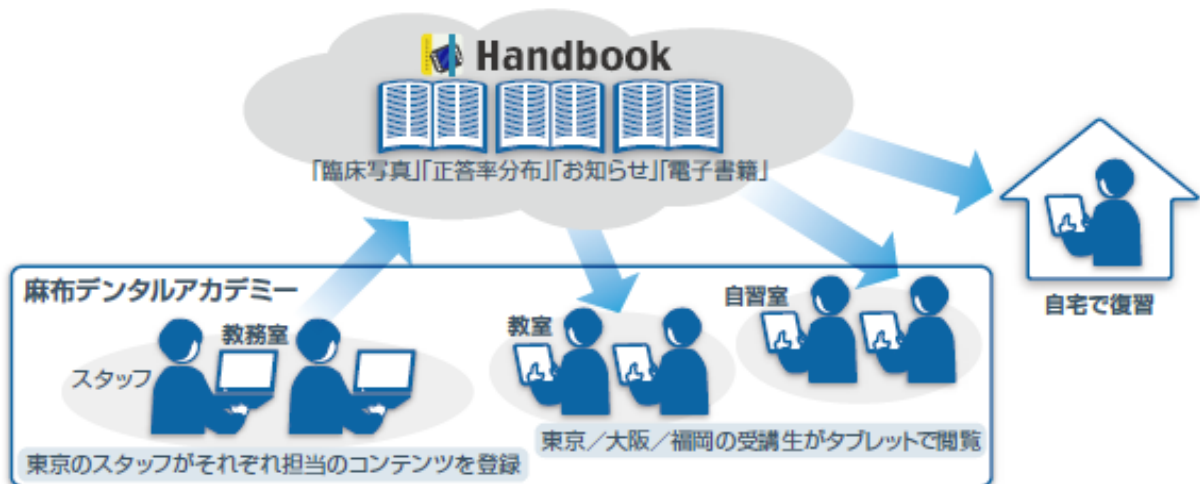 Handbook
「臨床写真」「正答率分布」「お知らせ」「電子書籍」
麻布デンタルアカデミー
教務室
スタッフ
東京のスタッフがそれぞれ担当のコンテンツを登録
教室
自習室
東京／大阪／福岡の受講生がタブレットで閲覧
自宅で復習